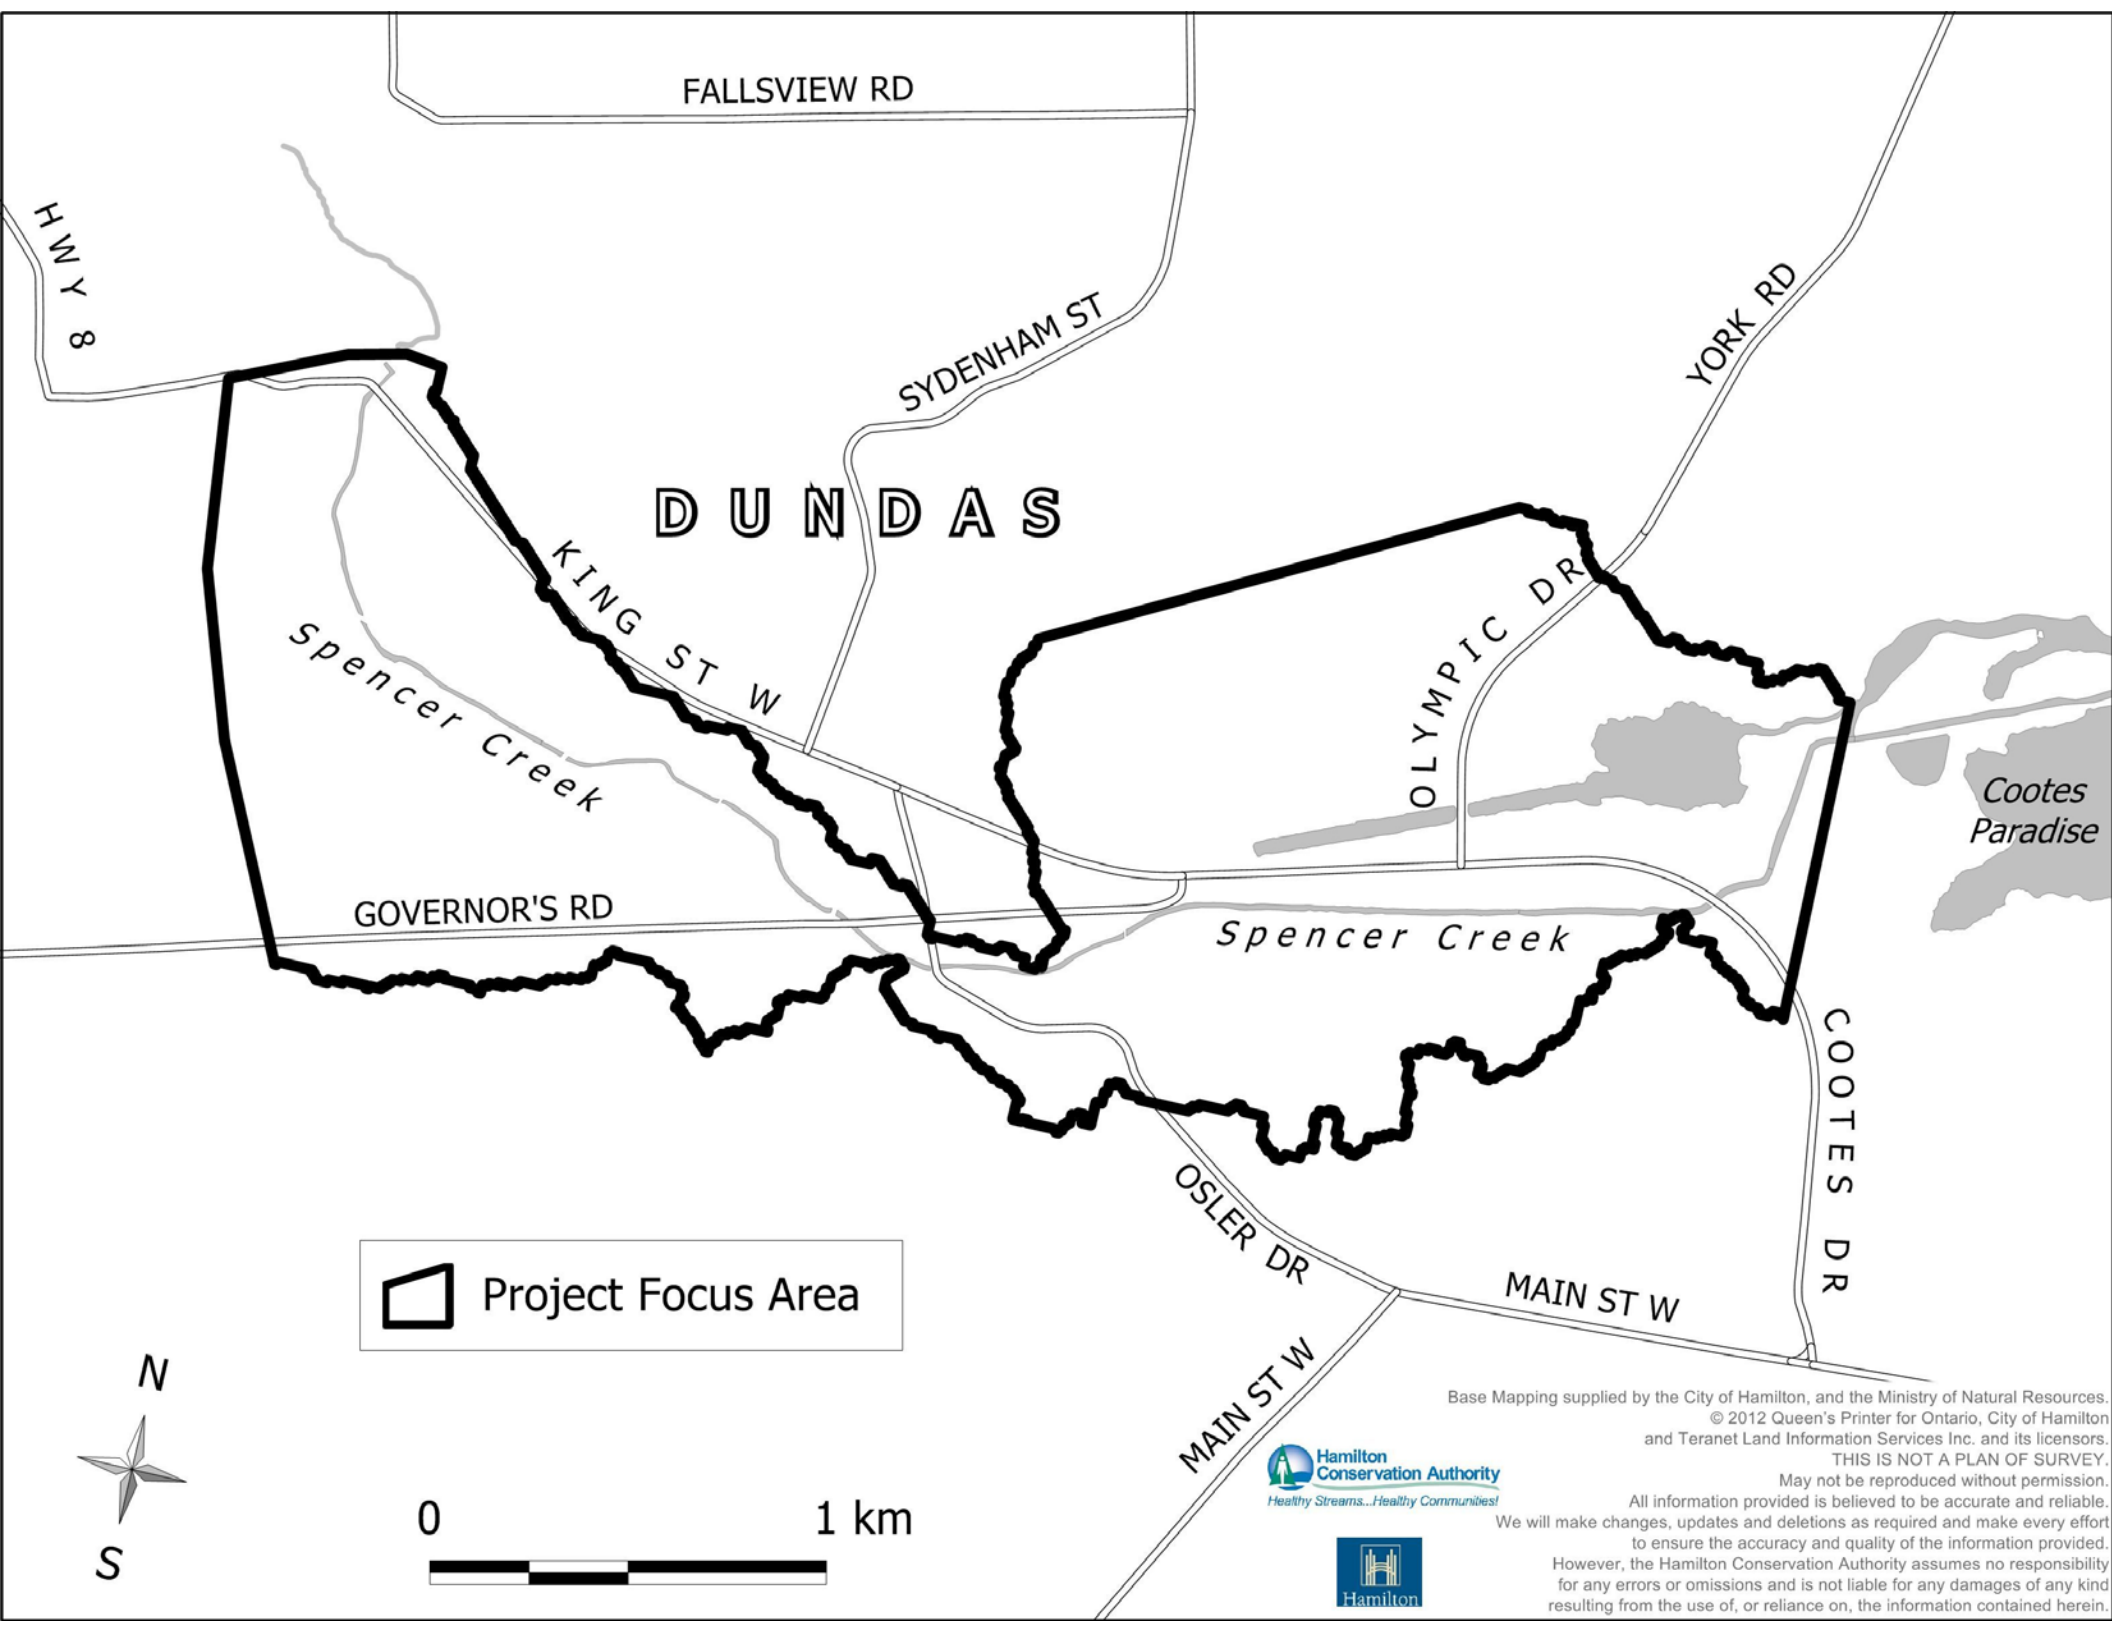 FALLSVIEW RD
HWY 8
SYDENHAM ST
YORK RD
DUNDAS
KING ST W
OLYMPIC DR
Spencer Creek
Cootes
Paradise
GOVERNOR'S RD
Spencer Creek
COOTES DR
OSLER DR
MAIN ST W
MAIN ST W
Project Focus Area
N
S
0 1 km
Hamilton
Conservation Authority
Healthy Streams...Healthy Communities!
Hamilton
Base Mapping supplied by the City of Hamilton, and the Ministry of Natural Resources.
© 2012 Queen's Printer for Ontario, City of Hamilton
and Teranet Land Information Services Inc. and its licensors.
THIS IS NOT A PLAN OF SURVEY.
May not be reproduced without permission.
All information provided is believed to be accurate and reliable.
We will make changes, updates and deletions as required and make every effort
to ensure the accuracy and quality of the information provided.
However, the Hamilton Conservation Authority assumes no responsibility
for any errors or omissions and is not liable for any damages of any kind
resulting from the use of, or reliance on, the information contained herein.